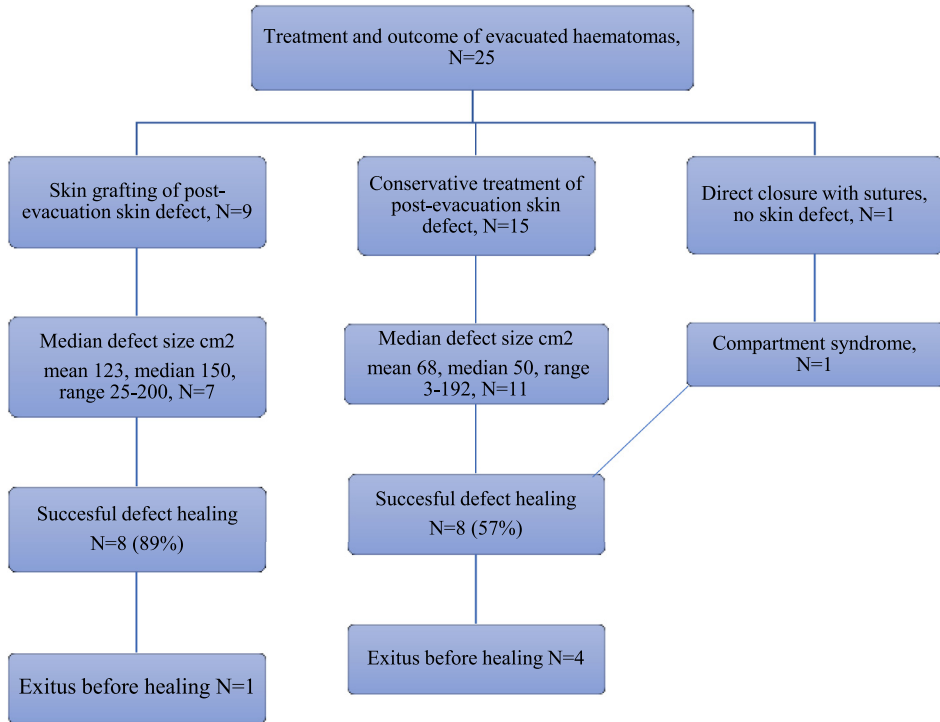 Treatment and outcome of evacuated haematomas,
N=25
Skin grafting of post-
evacuation skin defect, N=9
Conservative treatment of
post-evacuation skin
defect, N=15
Direct closure with sutures,
no skin defect, N=1
Median defect size cm2
mean 123, median 150,
range 25-200, N=7
Median defect size cm2
mean 68, median 50, range
3-192, N=11
Compartment syndrome,
N=1
Succesful defect healing
N=8 (89%)
Succesful defect healing
N=8 (57%)
Exitus before healing N=1
Exitus before healing N=4